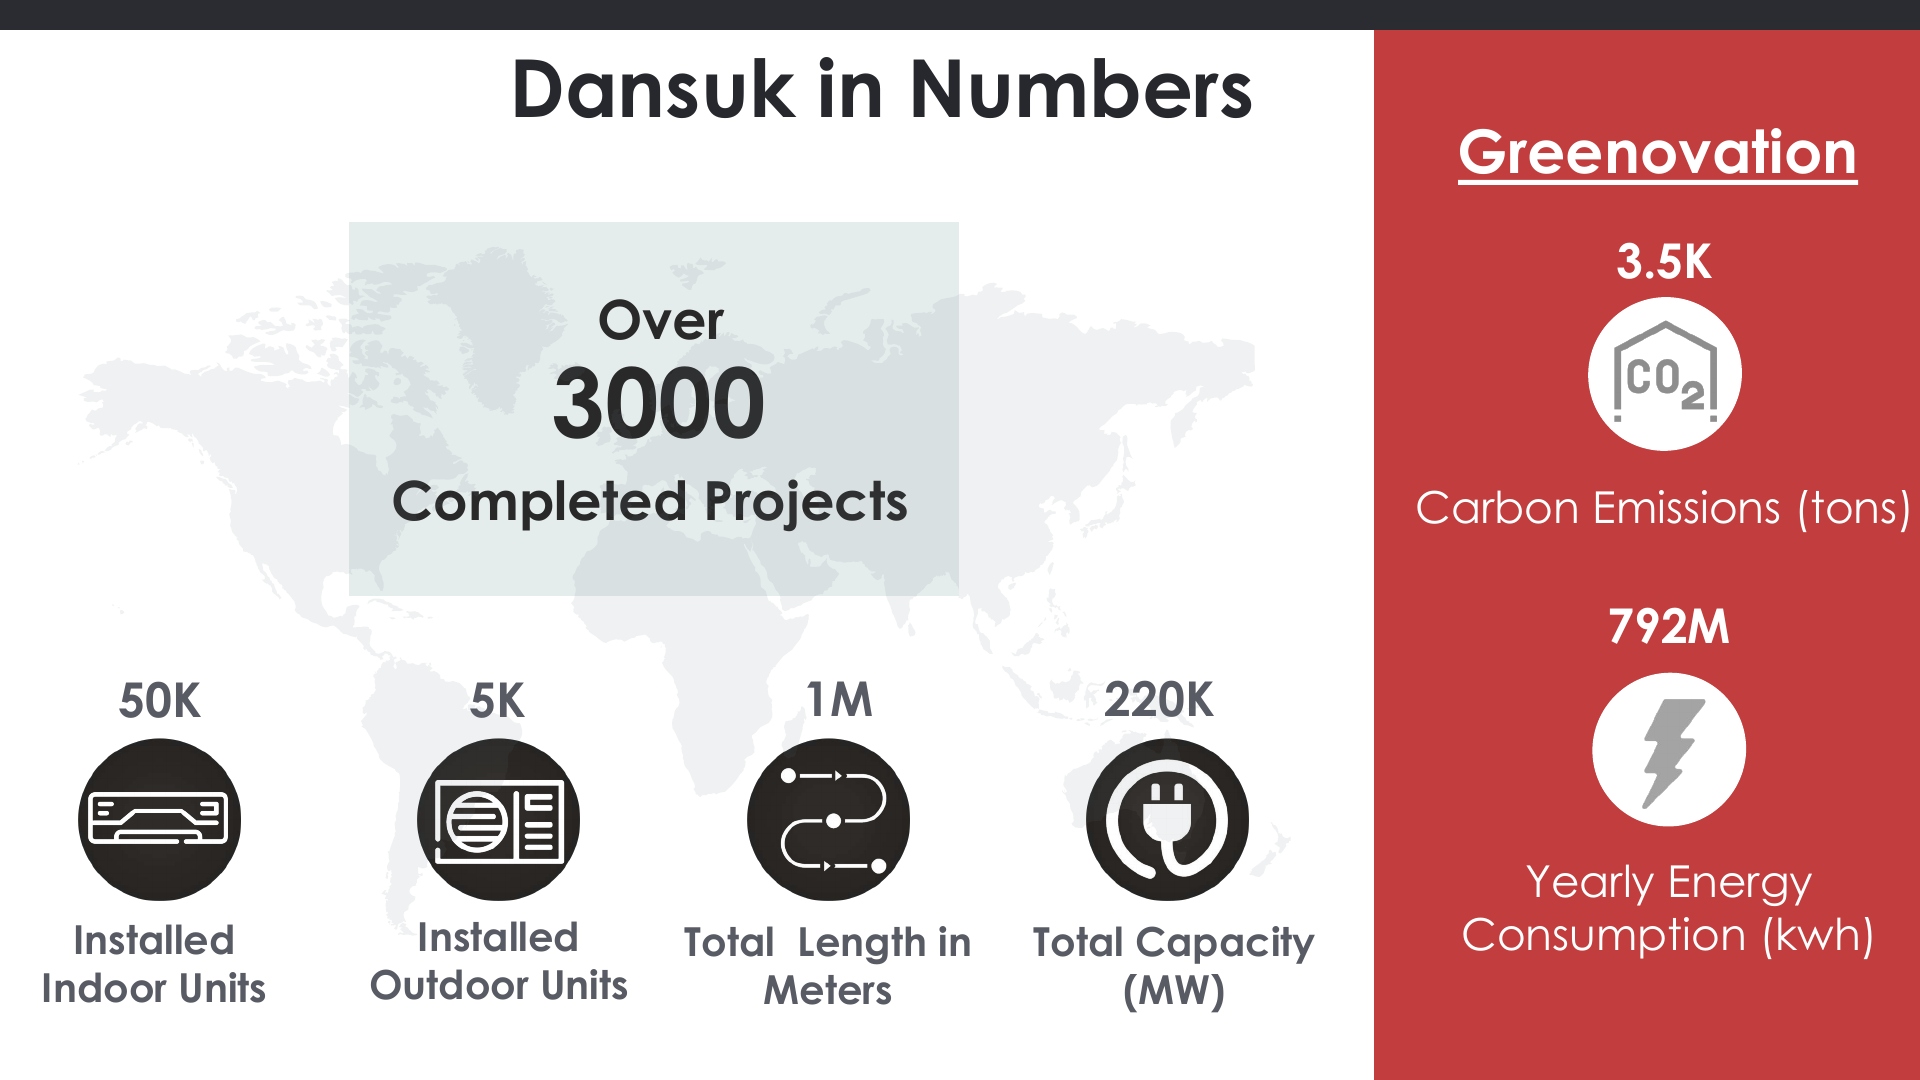 Dansuk in Numbers
Over
3000
Completed Projects
50K
Installed
Indoor Units
5K
Installed
Outdoor Units
1M
Total  Length in
Meters
220K
Total Capacity
(MW)
Greenovation
3.5K
CO2
Carbon Emissions (tons)
792M
Yearly Energy
Consumption (kwh)